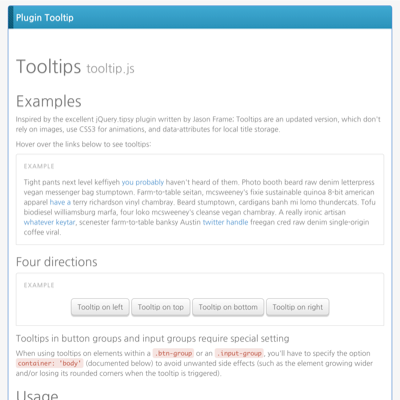 Plugin Tooltip
Tooltips tooltip.js
Examples
Inspired by the excellent jQuery.tipsy plugin written by Jason Frame; Tooltips are an updated version, which don't
rely on images, use CSS3 for animations, and data-attributes for local title storage.
Hover over the links below to see tooltips:
EXAMPLE
Tight pants next level keffiyeh you probably haven't heard of them. Photo booth beard raw denim letterpress
vegan messenger bag stumptown. Farm-to-table seitan, mcsweeney's fixie sustainable quinoa 8-bit american
apparel have a terry richardson vinyl chambray. Beard stumptown, cardigans banh mi lomo thundercats. Tofu
biodiesel williamsburg marfa, four loko mcsweeney's cleanse vegan chambray. A really ironic artisan
whatever keytar, scenester farm-to-table banksy Austin twitter handle freegan cred raw denim single-origin
coffee viral.
Four directions
EXAMPLE
Tooltip on left Tooltip on top Tooltip on bottom Tooltip on right
Tooltips in button groups and input groups require special setting
When using tooltips on elements within a .btn-group or an .input-group, you'll have to specify the option
container: 'body' (documented below) to avoid unwanted side effects (such as the element growing wider
and/or losing its rounded corners when the tooltip is triggered).
Usage